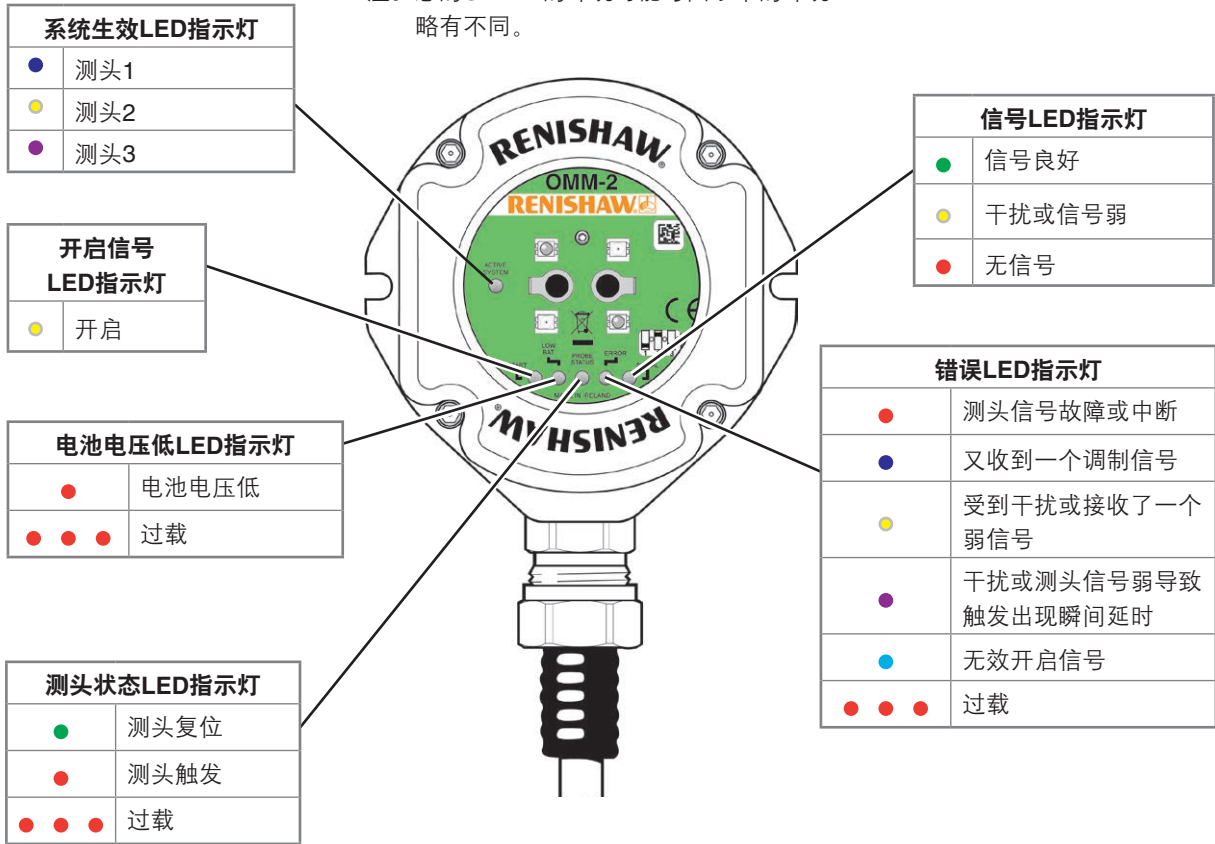 略有不同。
系统生效LED指示灯
测头1
测头2
测头3
开启信号
LED指示灯
开启
电池电压低LED指示灯
电池电压低
过载
测头状态LED指示灯
测头复位
测头触发
过载
RENISHAW
OMM-2
RENISHAW
ACTIVE
SYSTEM
LOW
BAT
PROBE
STATUS
ERROR
RENISHAW
信号LED指示灯
信号良好
干扰或信号弱
无信号
错误LED指示灯
测头信号故障或中断
又收到一个调制信号
受到干扰或接收了一个
弱信号
干扰或测头信号弱导致
触发出现瞬间延时
无效开启信号
过载